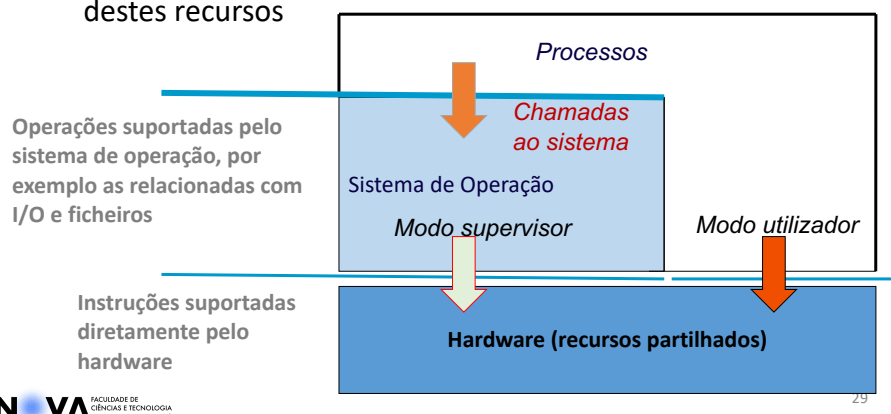 destes recursos
Processos
Chamadas
ao sistema
Operações suportadas pelo
sistema de operação, por
exemplo as relacionadas com
I/O e ficheiros
Sistema de Operação
Modo supervisor
Modo utilizador
Instruções suportadas
diretamente pelo
hardware
Hardware (recursos partilhados)
NOVA FACULDADE DE
CIÊNCIAS E TECNOLOGIA
29